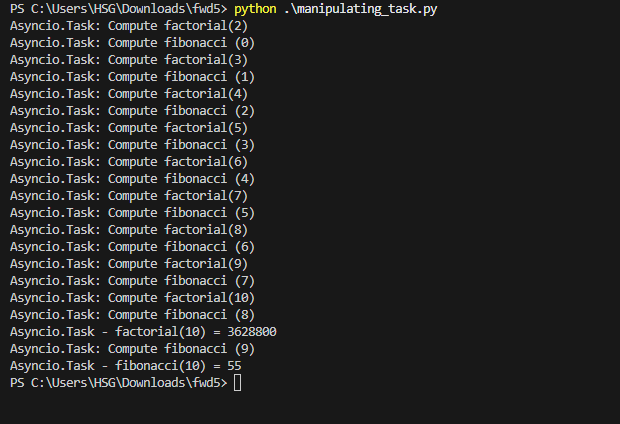 PS C:\Users\HSG\Downloads\fwd5> python .\manipulating_task.py
Asyncio.Task: Compute factorial(2)
Asyncio.Task: Compute fibonacci (0)
Asyncio.Task: Compute factorial(3)
Asyncio.Task: Compute fibonacci (1)
Asyncio.Task: Compute factorial(4)
Asyncio.Task: Compute fibonacci (2)
Asyncio.Task: Compute factorial(5)
Asyncio.Task: Compute fibonacci (3)
Asyncio.Task: Compute factorial(6)
Asyncio.Task: Compute fibonacci (4)
Asyncio.Task: Compute factorial(7)
Asyncio.Task: Compute fibonacci (5)
Asyncio.Task: Compute factorial(8)
Asyncio.Task: Compute fibonacci (6)
Asyncio.Task: Compute factorial(9)
Asyncio.Task: Compute fibonacci (7)
Asyncio.Task: Compute factorial(10)
Asyncio.Task: Compute fibonacci (8)
Asyncio.Task - factorial(10) = 3628800
Asyncio.Task: Compute fibonacci (9)
Asyncio.Task - fibonacci(10) = 55
PS C:\Users\HSG\Downloads\fwd5>